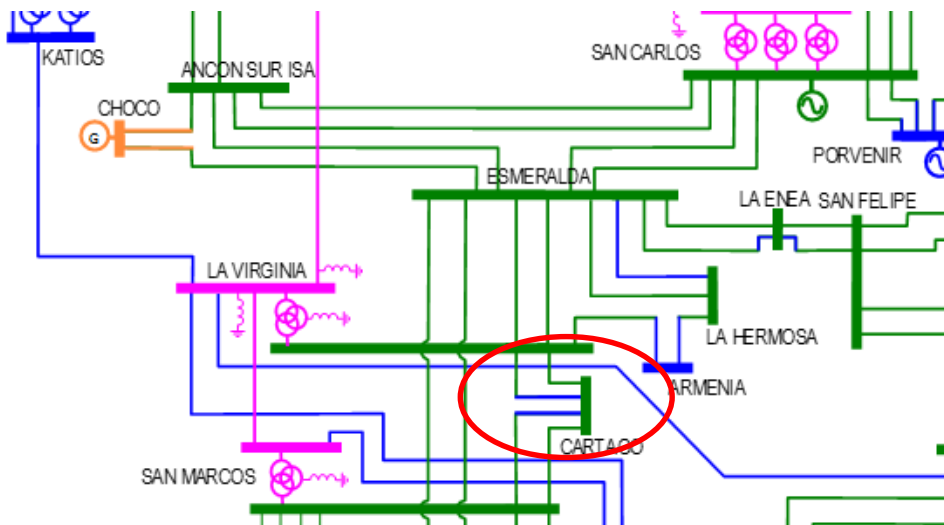 KATIOS
SAN CARLOS
ANCON SUR ISA
CHOCO
G
PORVENIR
ESMERALDA
LA ENEA
SAN FELIPE
LA VIRGINIA
LA HERMOSA
ARMENIA
CARTAGO
SAN MARCOS